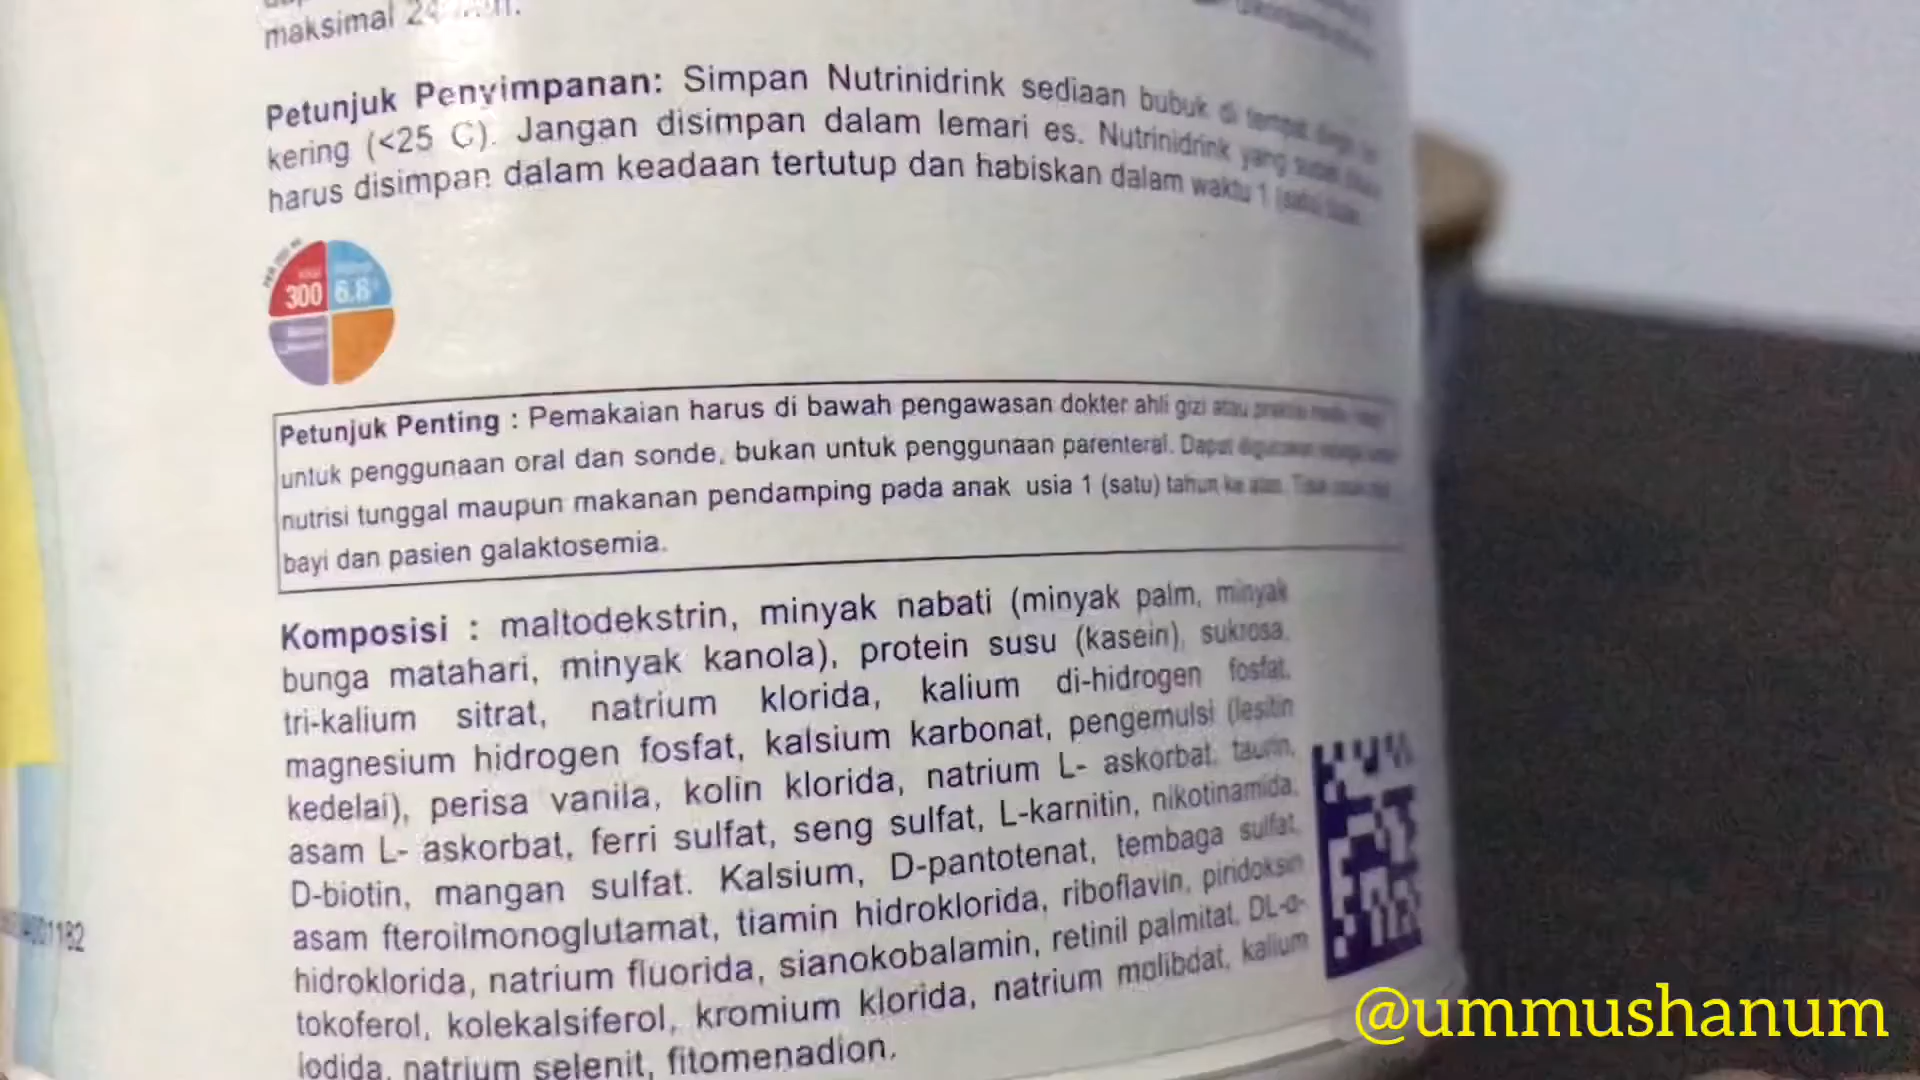 maksimal 24
Petunjuk Penyimpanan: Simpan Nutrinidrink sediaan bubuk di tempat
kering (<25 C). Jangan disimpan dalam lemari es. Nutrinidrink yang
harus disimpan dalam keadaan tertutup dan habiskan dalam waktu 1 (satu)
300 6.8
Petunjuk Penting : Pemakaian harus di bawah pengawasan dokter ahli gizi atau
untuk penggunaan oral dan sonde, bukan untuk penggunaan parenteral. Dapat digunakan
nutrisi tunggal maupun makanan pendamping pada anak usia 1 (satu) tahun ke atas.
bayi dan pasien galaktosemia.
Komposisi : maltodekstrin, minyak nabati (minyak palm, minyak
bunga matahari, minyak kanola), protein susu (kasein), sukrosa,
tri-kalium sitrat, natrium klorida, kalium di-hidrogen fosfat,
magnesium hidrogen fosfat, kalsium karbonat, pengemulsi (lesitin
kedelai), perisa vanila, kolin klorida, natrium L- askorbat, taurin,
asam L- askorbat, ferri sulfat, seng sulfat, L-karnitin, nikotinamida,
D-biotin, mangan sulfat. Kalsium, D-pantotenat, tembaga sulfat,
asam fteroilmonoglutamat, tiamin hidroklorida, riboflavin, piridoksin
hidroklorida, natrium fluorida, sianokobalamin, retinil palmitat, DL-α-
tokoferol, kolekalsiferol, kromium klorida, natrium molibdat, kalium
iodida, natrium selenit, fitomenadion.
1182
@ummushanum